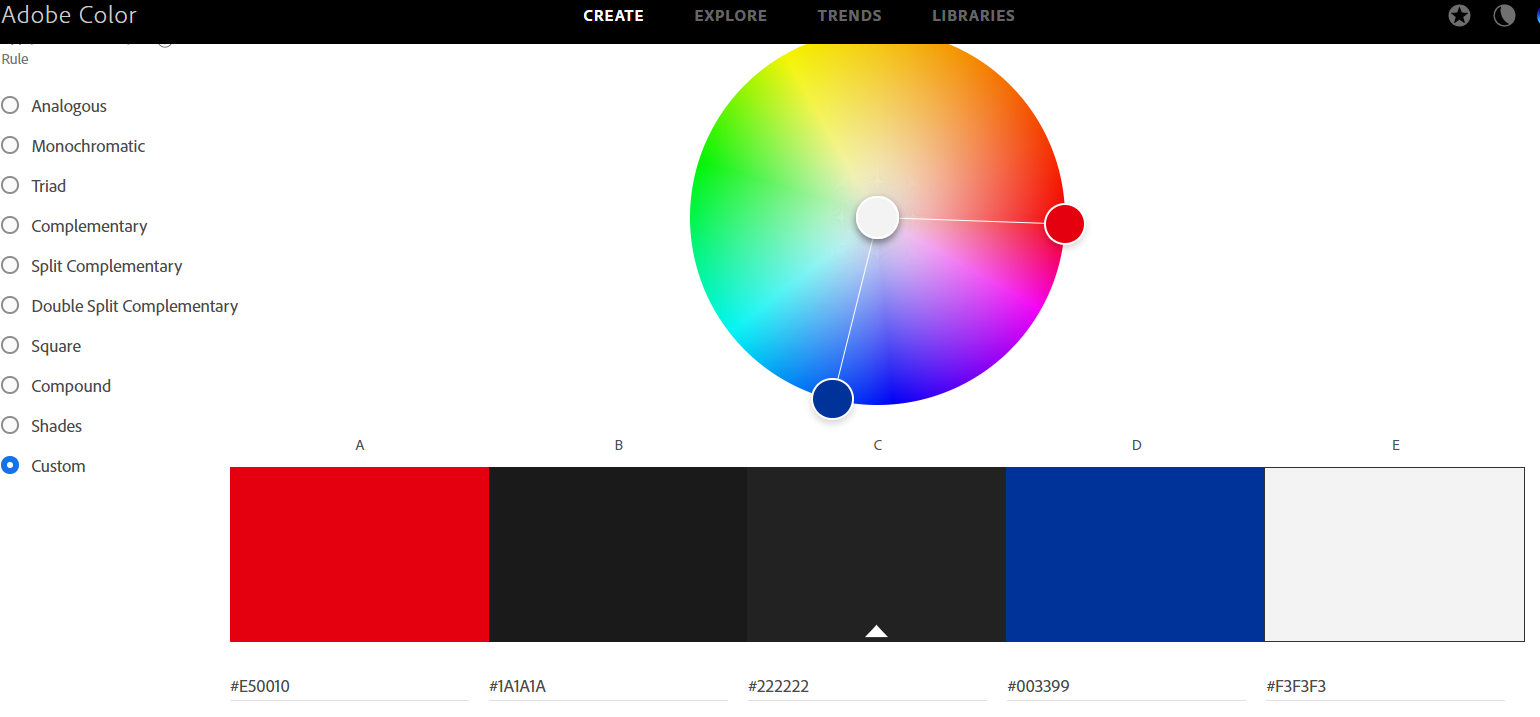 Adobe Color
CREATE EXPLORE TRENDS LIBRARIES
Rule
Analogous
Monochromatic
Triad
Complementary
Split Complementary
Double Split Complementary
Square
Compound
Shades
Custom
A B C D E
#E50010 #1A1A1A #222222 #003399 #F3F3F3